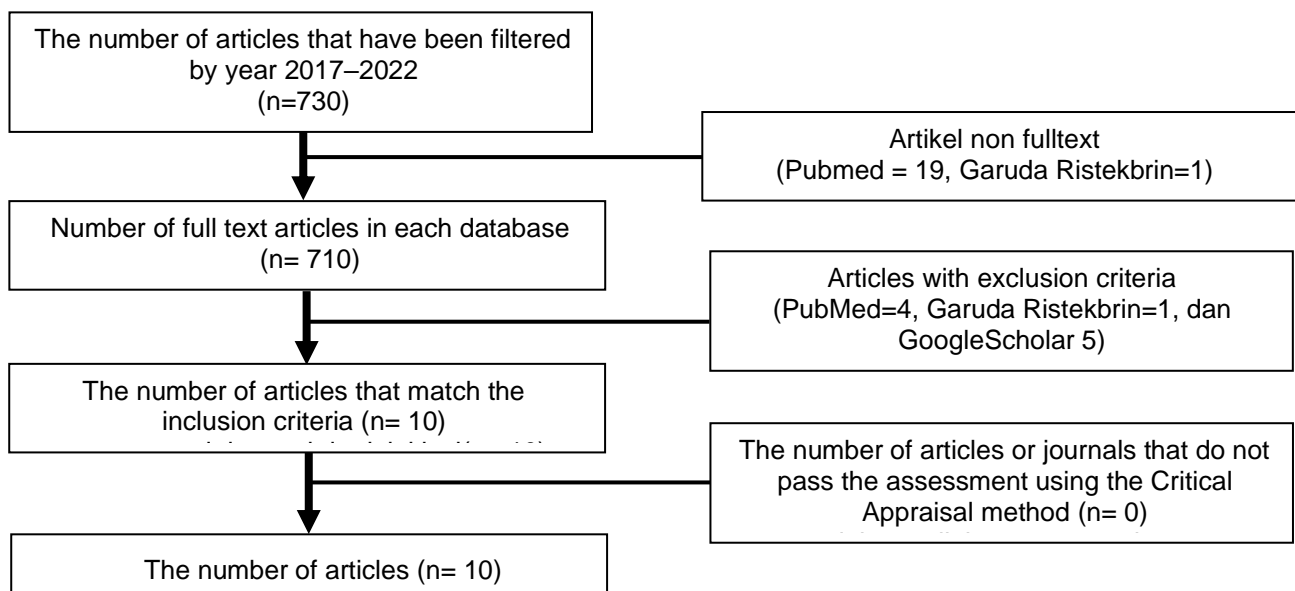 The number of articles that have been filtered
by year 2017–2022
(n=730)
Artikel non fulltext
(Pubmed = 19, Garuda Ristekbrin=1)
Number of full text articles in each database
(n= 710)
Articles with exclusion criteria
(PubMed=4, Garuda Ristekbrin=1, dan
GoogleScholar 5)
The number of articles that match the
inclusion criteria (n= 10)
The number of articles or journals that do not
pass the assessment using the Critical
Appraisal method (n= 0)
The number of articles (n= 10)